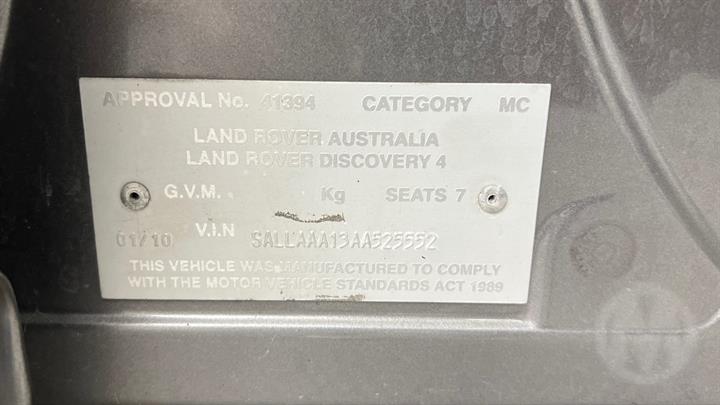 APPROVAL No. 41394 CATEGORY MC
LAND ROVER AUSTRALIA
LAND ROVER DISCOVERY 4
G.V.M. Kg SEATS 7
01/10 V.I.N SALLAAA13AA525552
THIS VEHICLE WAS MANUFACTURED TO COMPLY
WITH THE MOTOR VEHICLE STANDARDS ACT 1989